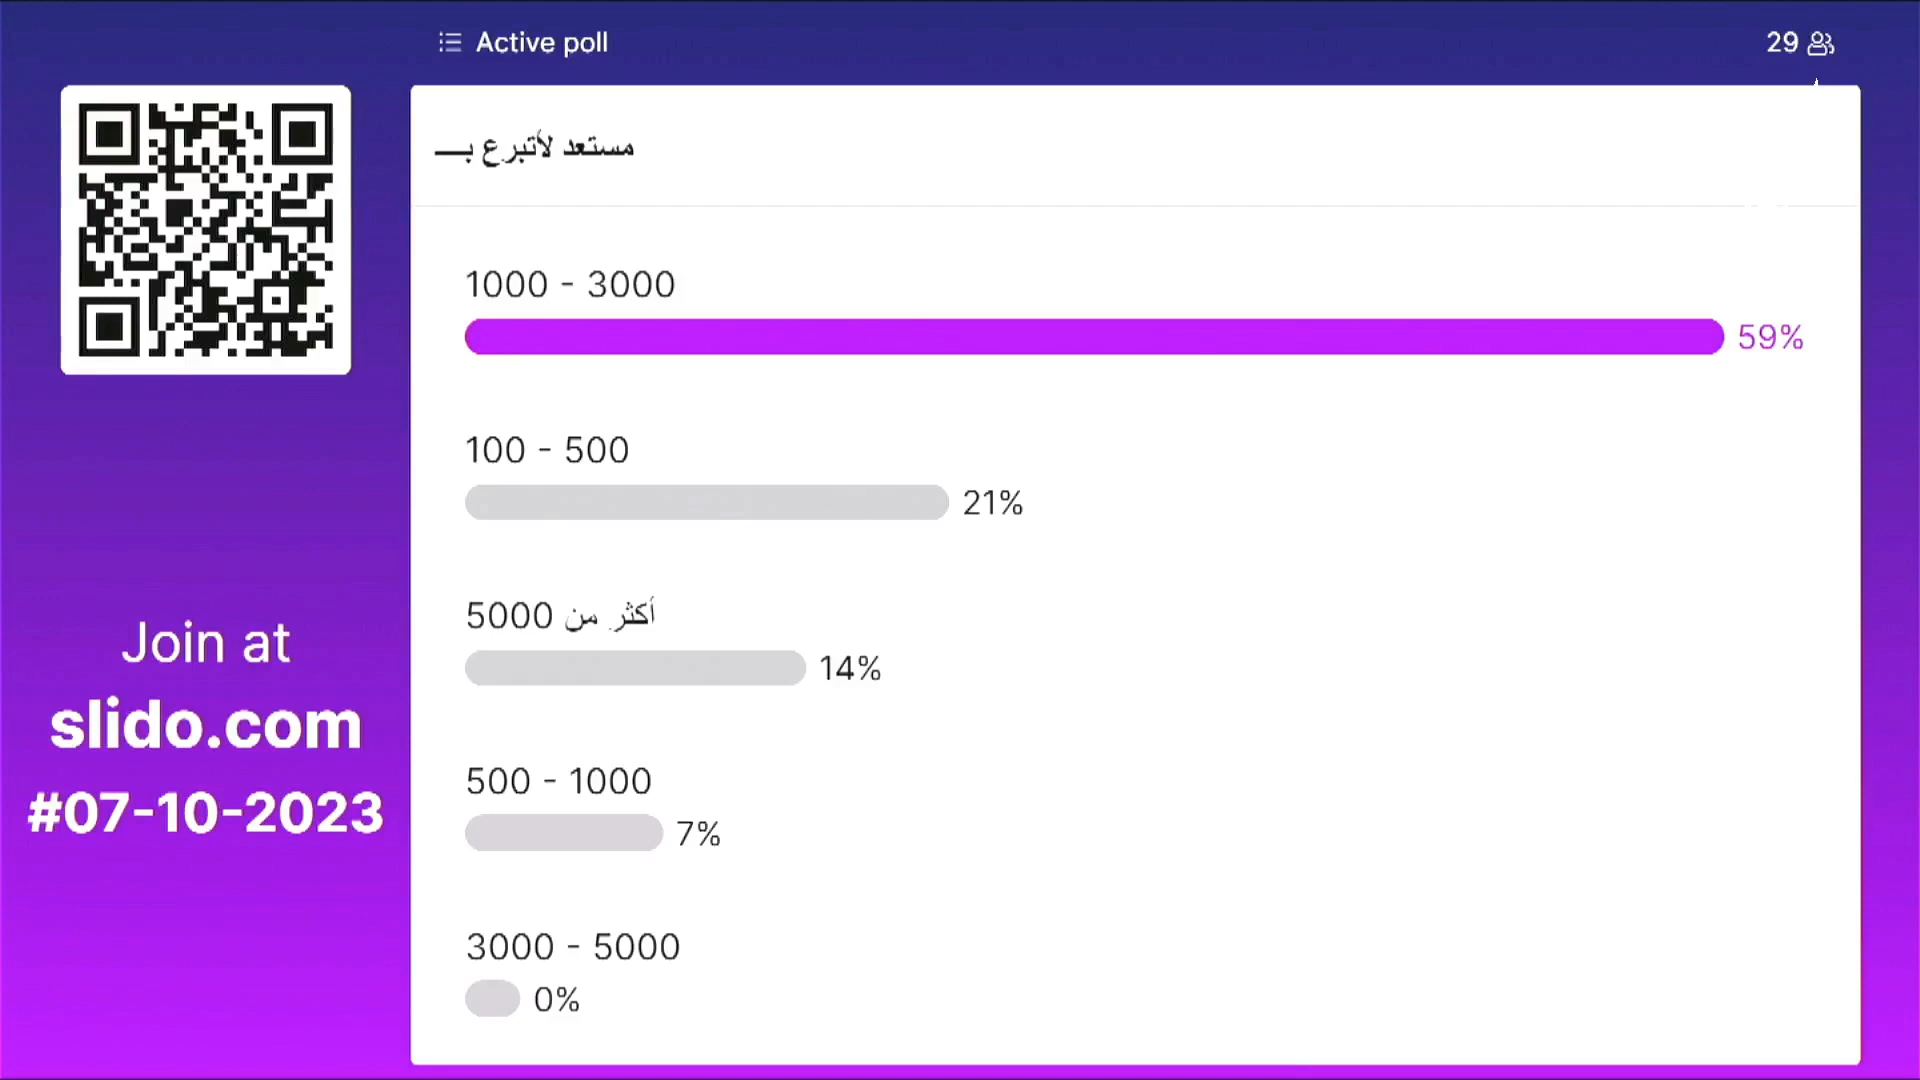 Active poll
29
مستعد لأتبرع بـــ
1000 - 3000
59%
100 - 500
21%
أكثر من 5000
14%
500 - 1000
7%
3000 - 5000
0%
Join at
slido.com
#07-10-2023